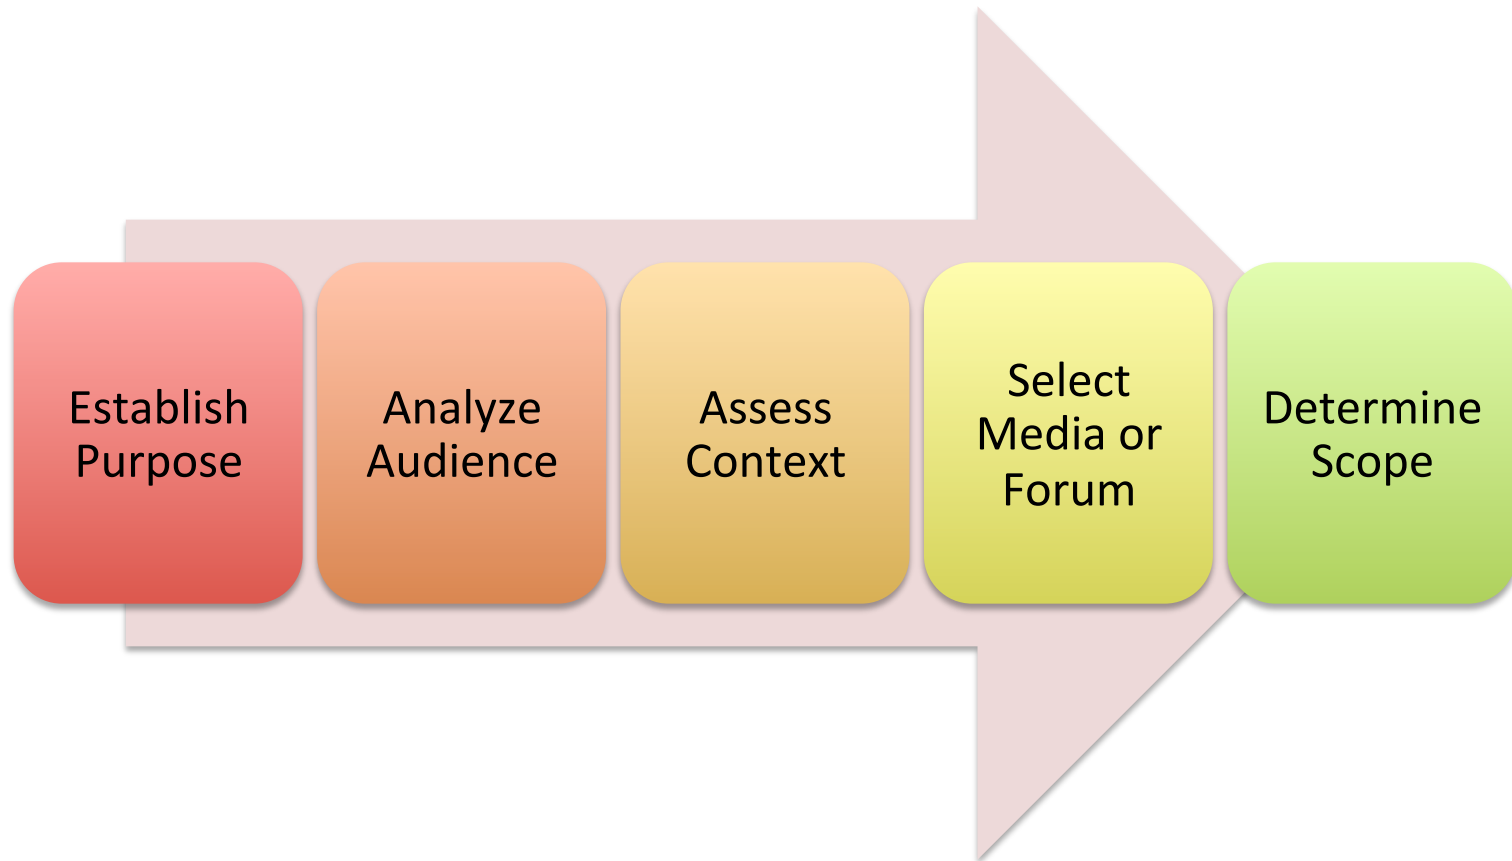 Establish
Purpose
Analyze
Audience
Assess
Context
Select
Media or
Forum
Determine
Scope